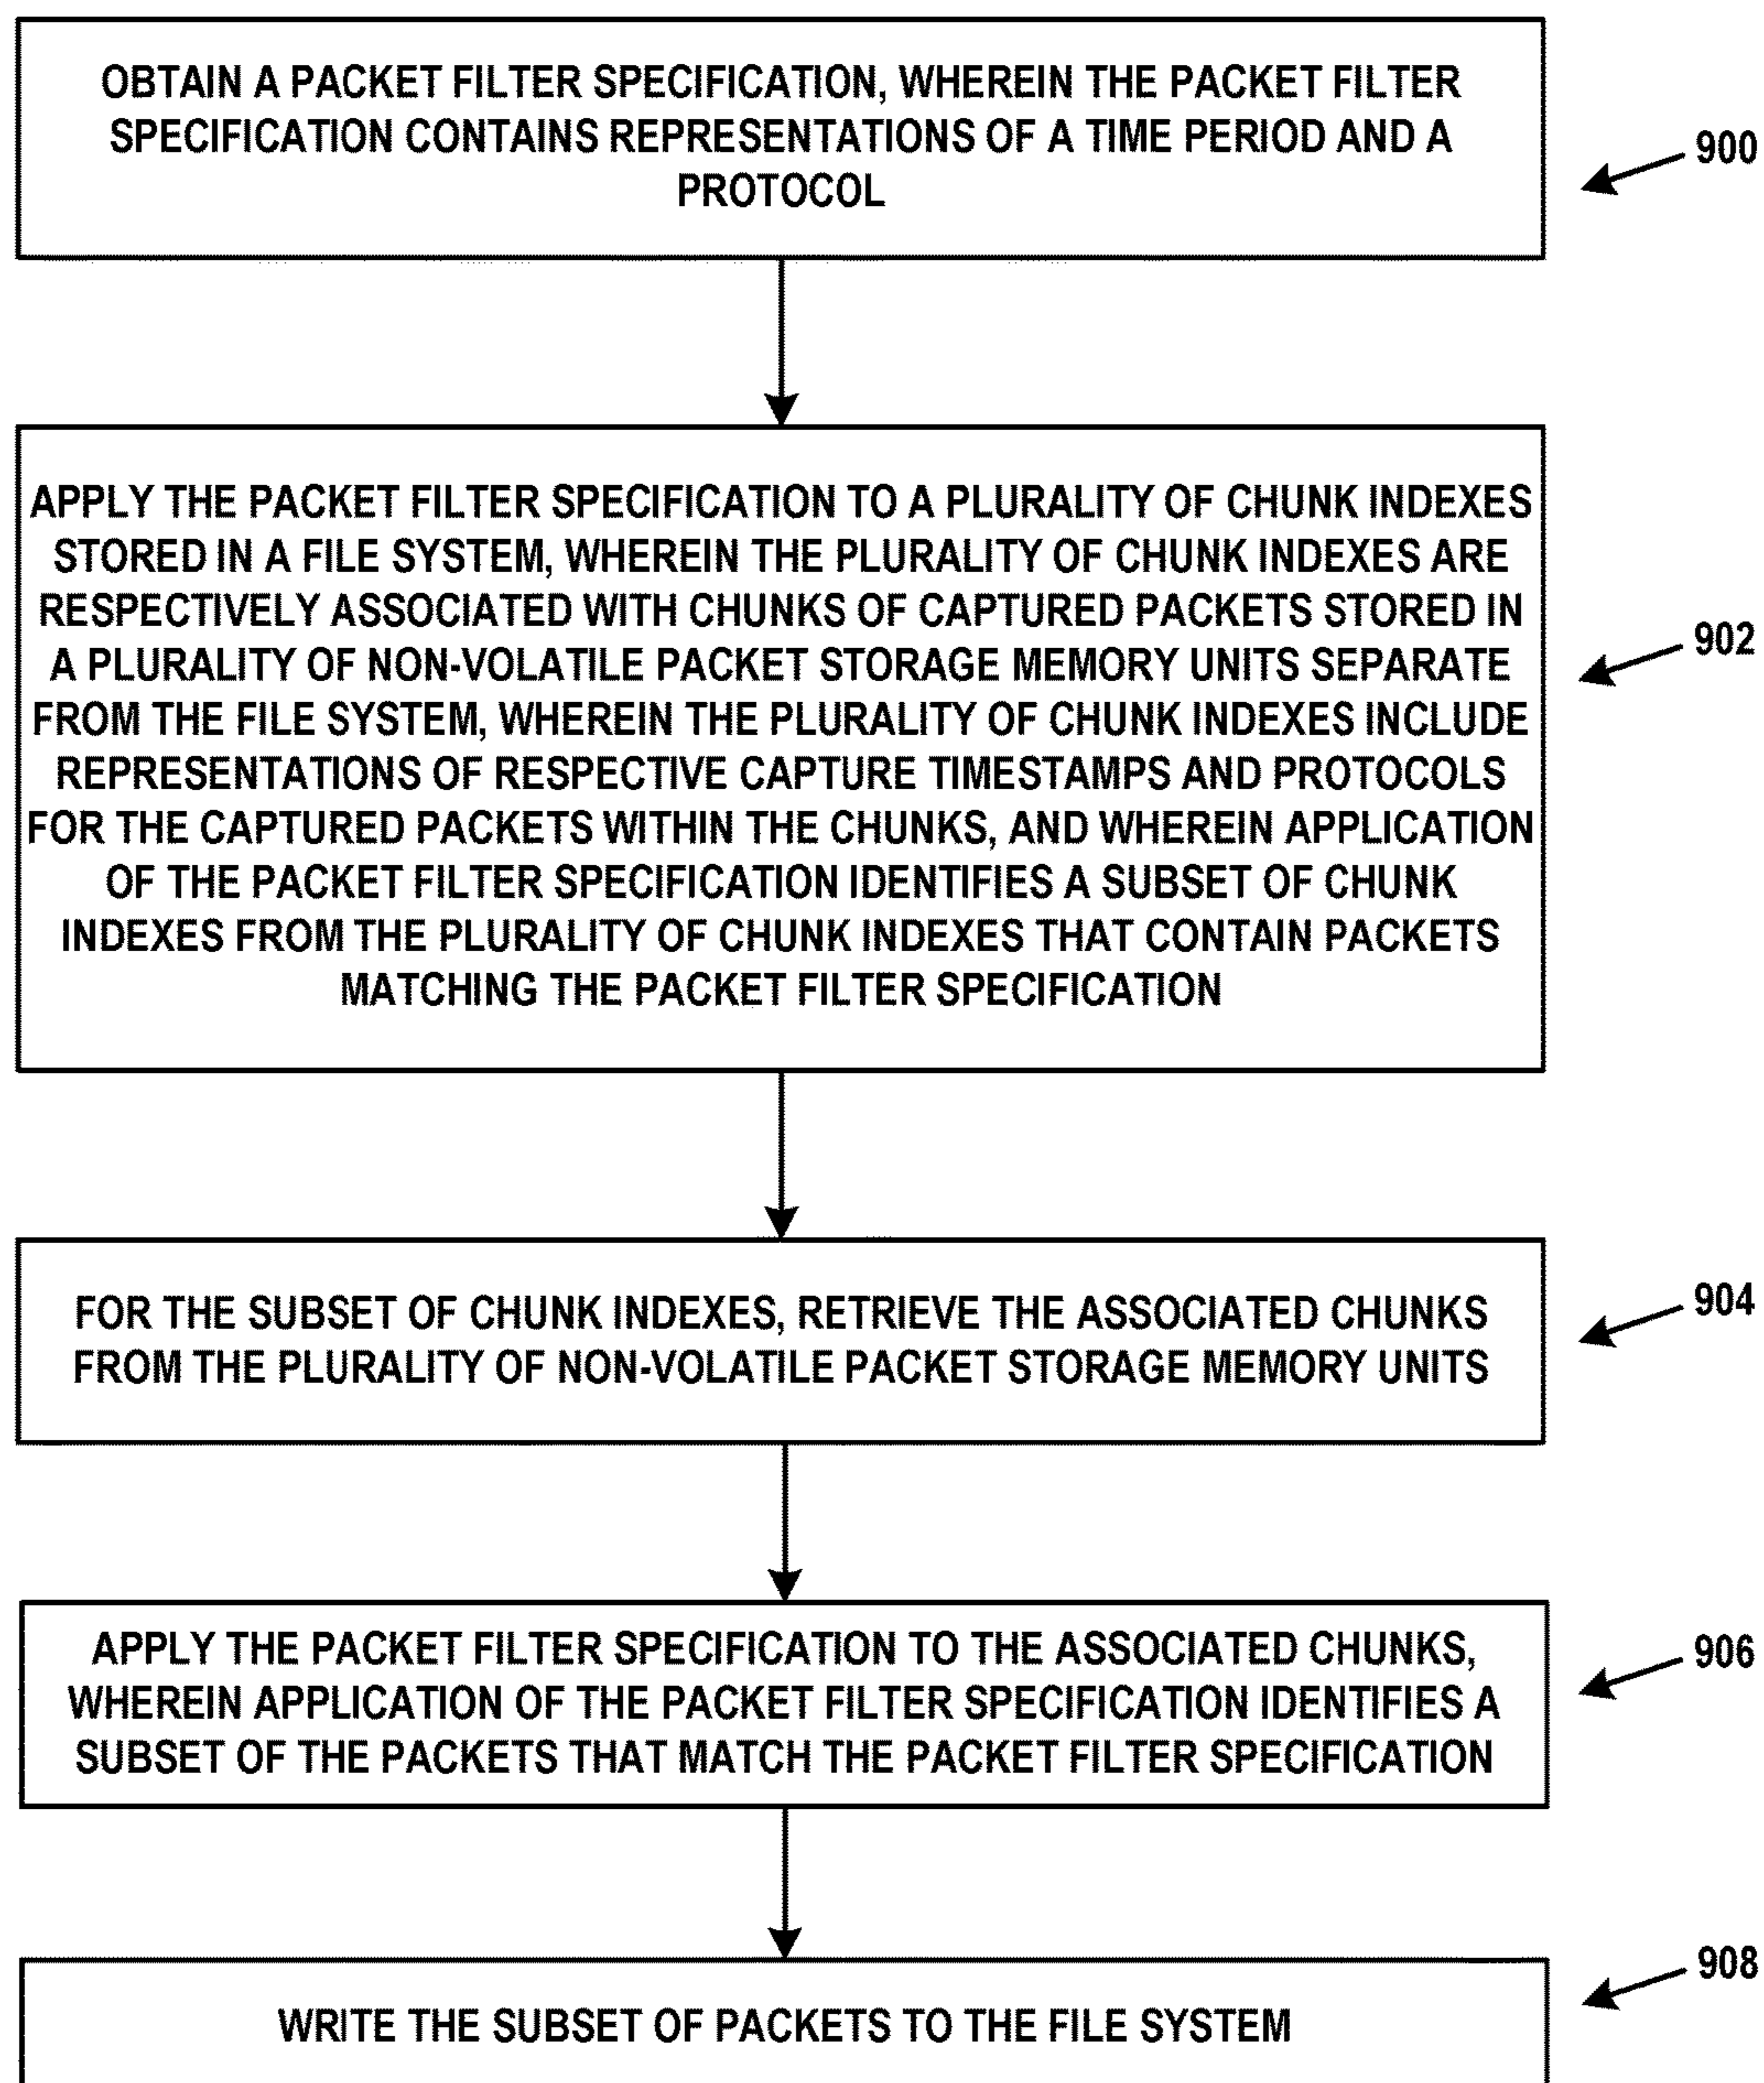 OBTAIN A PACKET FILTER SPECIFICATION, WHEREIN THE PACKET FILTER
SPECIFICATION CONTAINS REPRESENTATIONS OF A TIME PERIOD AND A
PROTOCOL
900
APPLY THE PACKET FILTER SPECIFICATION TO A PLURALITY OF CHUNK INDEXES
STORED IN A FILE SYSTEM, WHEREIN THE PLURALITY OF CHUNK INDEXES ARE
RESPECTIVELY ASSOCIATED WITH CHUNKS OF CAPTURED PACKETS STORED IN
A PLURALITY OF NON-VOLATILE PACKET STORAGE MEMORY UNITS SEPARATE
FROM THE FILE SYSTEM, WHEREIN THE PLURALITY OF CHUNK INDEXES INCLUDE
REPRESENTATIONS OF RESPECTIVE CAPTURE TIMESTAMPS AND PROTOCOLS
FOR THE CAPTURED PACKETS WITHIN THE CHUNKS, AND WHEREIN APPLICATION
OF THE PACKET FILTER SPECIFICATION IDENTIFIES A SUBSET OF CHUNK
INDEXES FROM THE PLURALITY OF CHUNK INDEXES THAT CONTAIN PACKETS
MATCHING THE PACKET FILTER SPECIFICATION
902
FOR THE SUBSET OF CHUNK INDEXES, RETRIEVE THE ASSOCIATED CHUNKS
FROM THE PLURALITY OF NON-VOLATILE PACKET STORAGE MEMORY UNITS
904
APPLY THE PACKET FILTER SPECIFICATION TO THE ASSOCIATED CHUNKS,
WHEREIN APPLICATION OF THE PACKET FILTER SPECIFICATION IDENTIFIES A
SUBSET OF THE PACKETS THAT MATCH THE PACKET FILTER SPECIFICATION
906
WRITE THE SUBSET OF PACKETS TO THE FILE SYSTEM
908